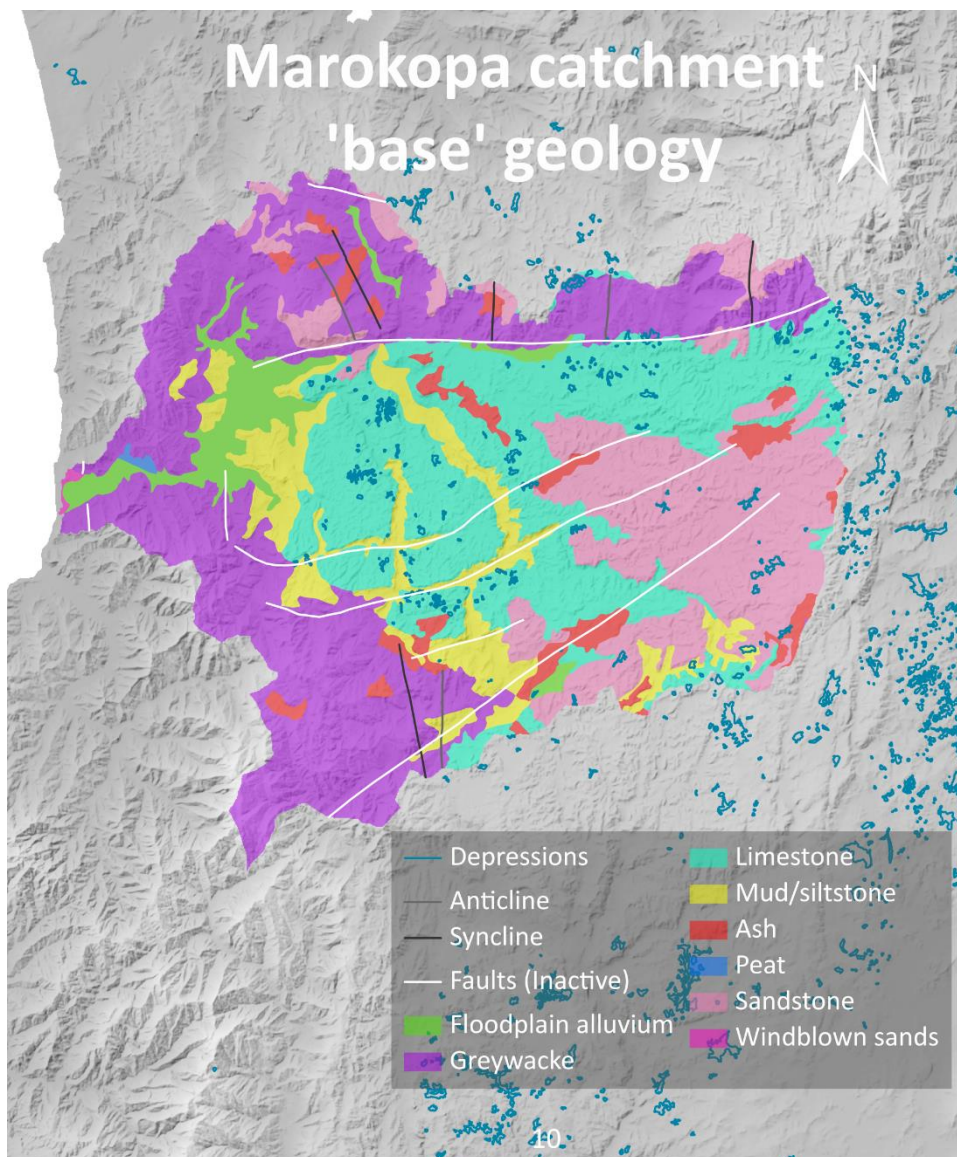 Marokopa catchment
'base' geology
N
Depressions
Anticline
Syncline
Faults (Inactive)
Floodplain alluvium
Greywacke
Limestone
Mud/siltstone
Ash
Peat
Sandstone
Windblown sands
10